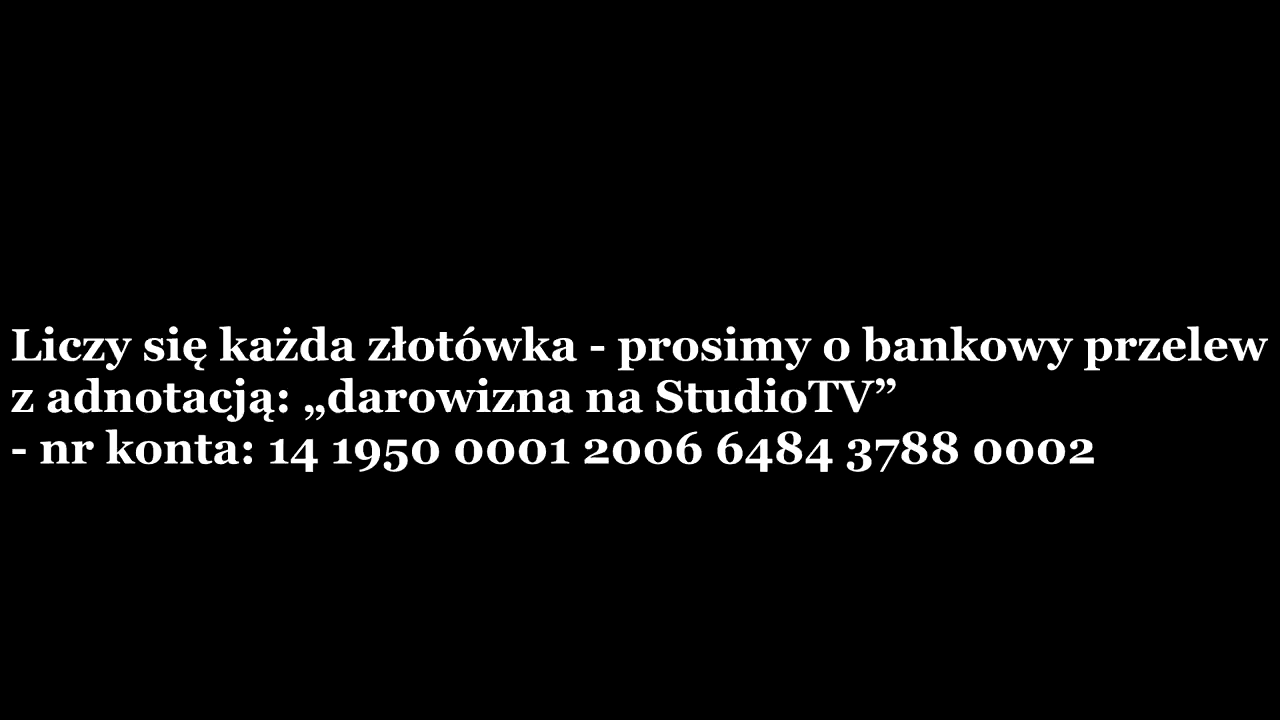 Liczy się każda złotówka - prosimy o bankowy przelew
z adnotacją: „darowizna na StudioTV”
- nr konta: 14 1950 0001 2006 6484 3788 0002